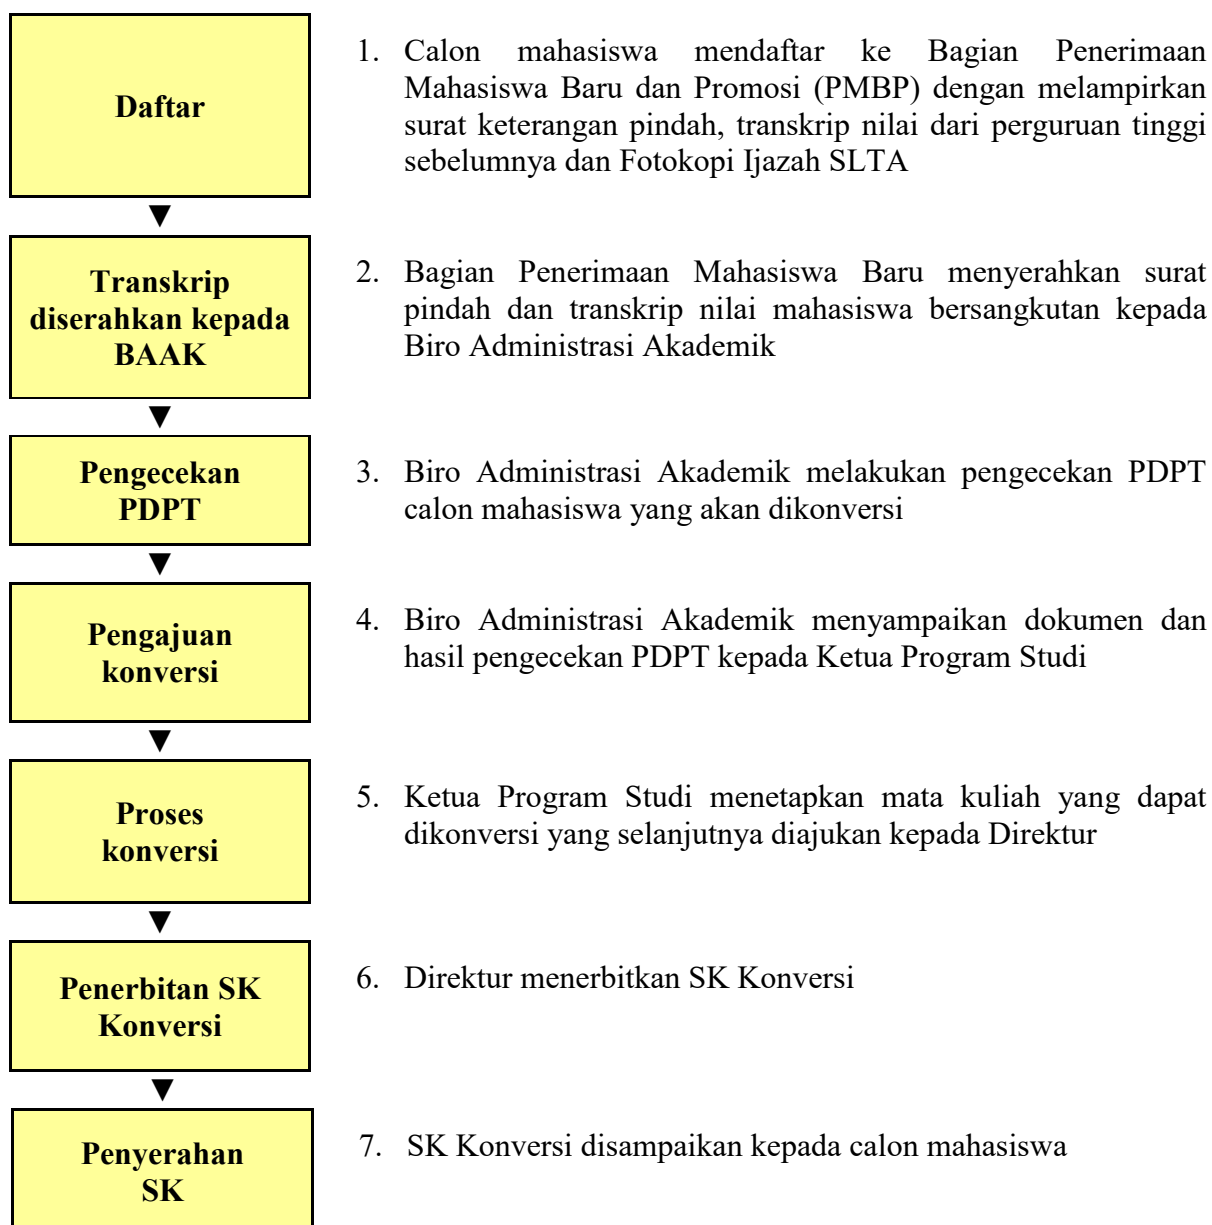 Daftar
1. Calon mahasiswa mendaftar ke Bagian Penerimaan
Mahasiswa Baru dan Promosi (PMBP) dengan melampirkan
surat keterangan pindah, transkrip nilai dari perguruan tinggi
sebelumnya dan Fotokopi Ijazah SLTA
▼
Transkrip
diserahkan kepada
BAAK
2. Bagian Penerimaan Mahasiswa Baru menyerahkan surat
pindah dan transkrip nilai mahasiswa bersangkutan kepada
Biro Administrasi Akademik
▼
Pengecekan
PDPT
3. Biro Administrasi Akademik melakukan pengecekan PDPT
calon mahasiswa yang akan dikonversi
▼
Pengajuan
konversi
4. Biro Administrasi Akademik menyampaikan dokumen dan
hasil pengecekan PDPT kepada Ketua Program Studi
▼
Proses
konversi
5. Ketua Program Studi menetapkan mata kuliah yang dapat
dikonversi yang selanjutnya diajukan kepada Direktur
▼
Penerbitan SK
Konversi
6. Direktur menerbitkan SK Konversi
▼
Penyerahan
SK
7. SK Konversi disampaikan kepada calon mahasiswa